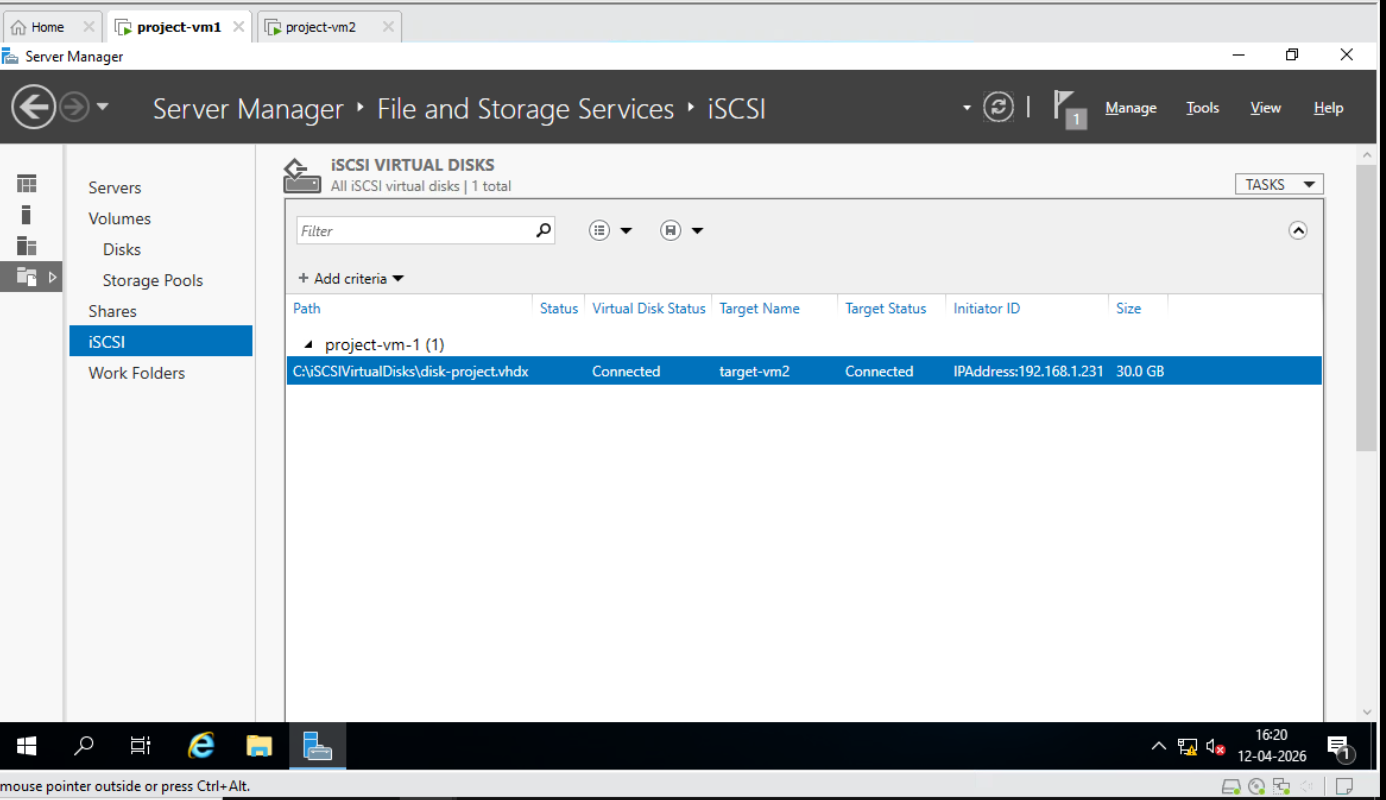 Home
project-vm1
project-vm2
Server Manager
Server Manager ‣ File and Storage Services ‣ iSCSI
1
Manage
Tools
View
Help
Servers
Volumes
Disks
Storage Pools
Shares
iSCSI
Work Folders
iSCSI VIRTUAL DISKS
All iSCSI virtual disks | 1 total
TASKS
Filter
+ Add criteria
Path Status Virtual Disk Status Target Name Target Status Initiator ID Size
project-vm-1 (1)
C:\iSCSIVirtualDisks\disk-project.vhdx Connected target-vm2 Connected IPAddress:192.168.1.231 30.0 GB
16:20
12-04-2026
1
mouse pointer outside or press Ctrl+Alt.